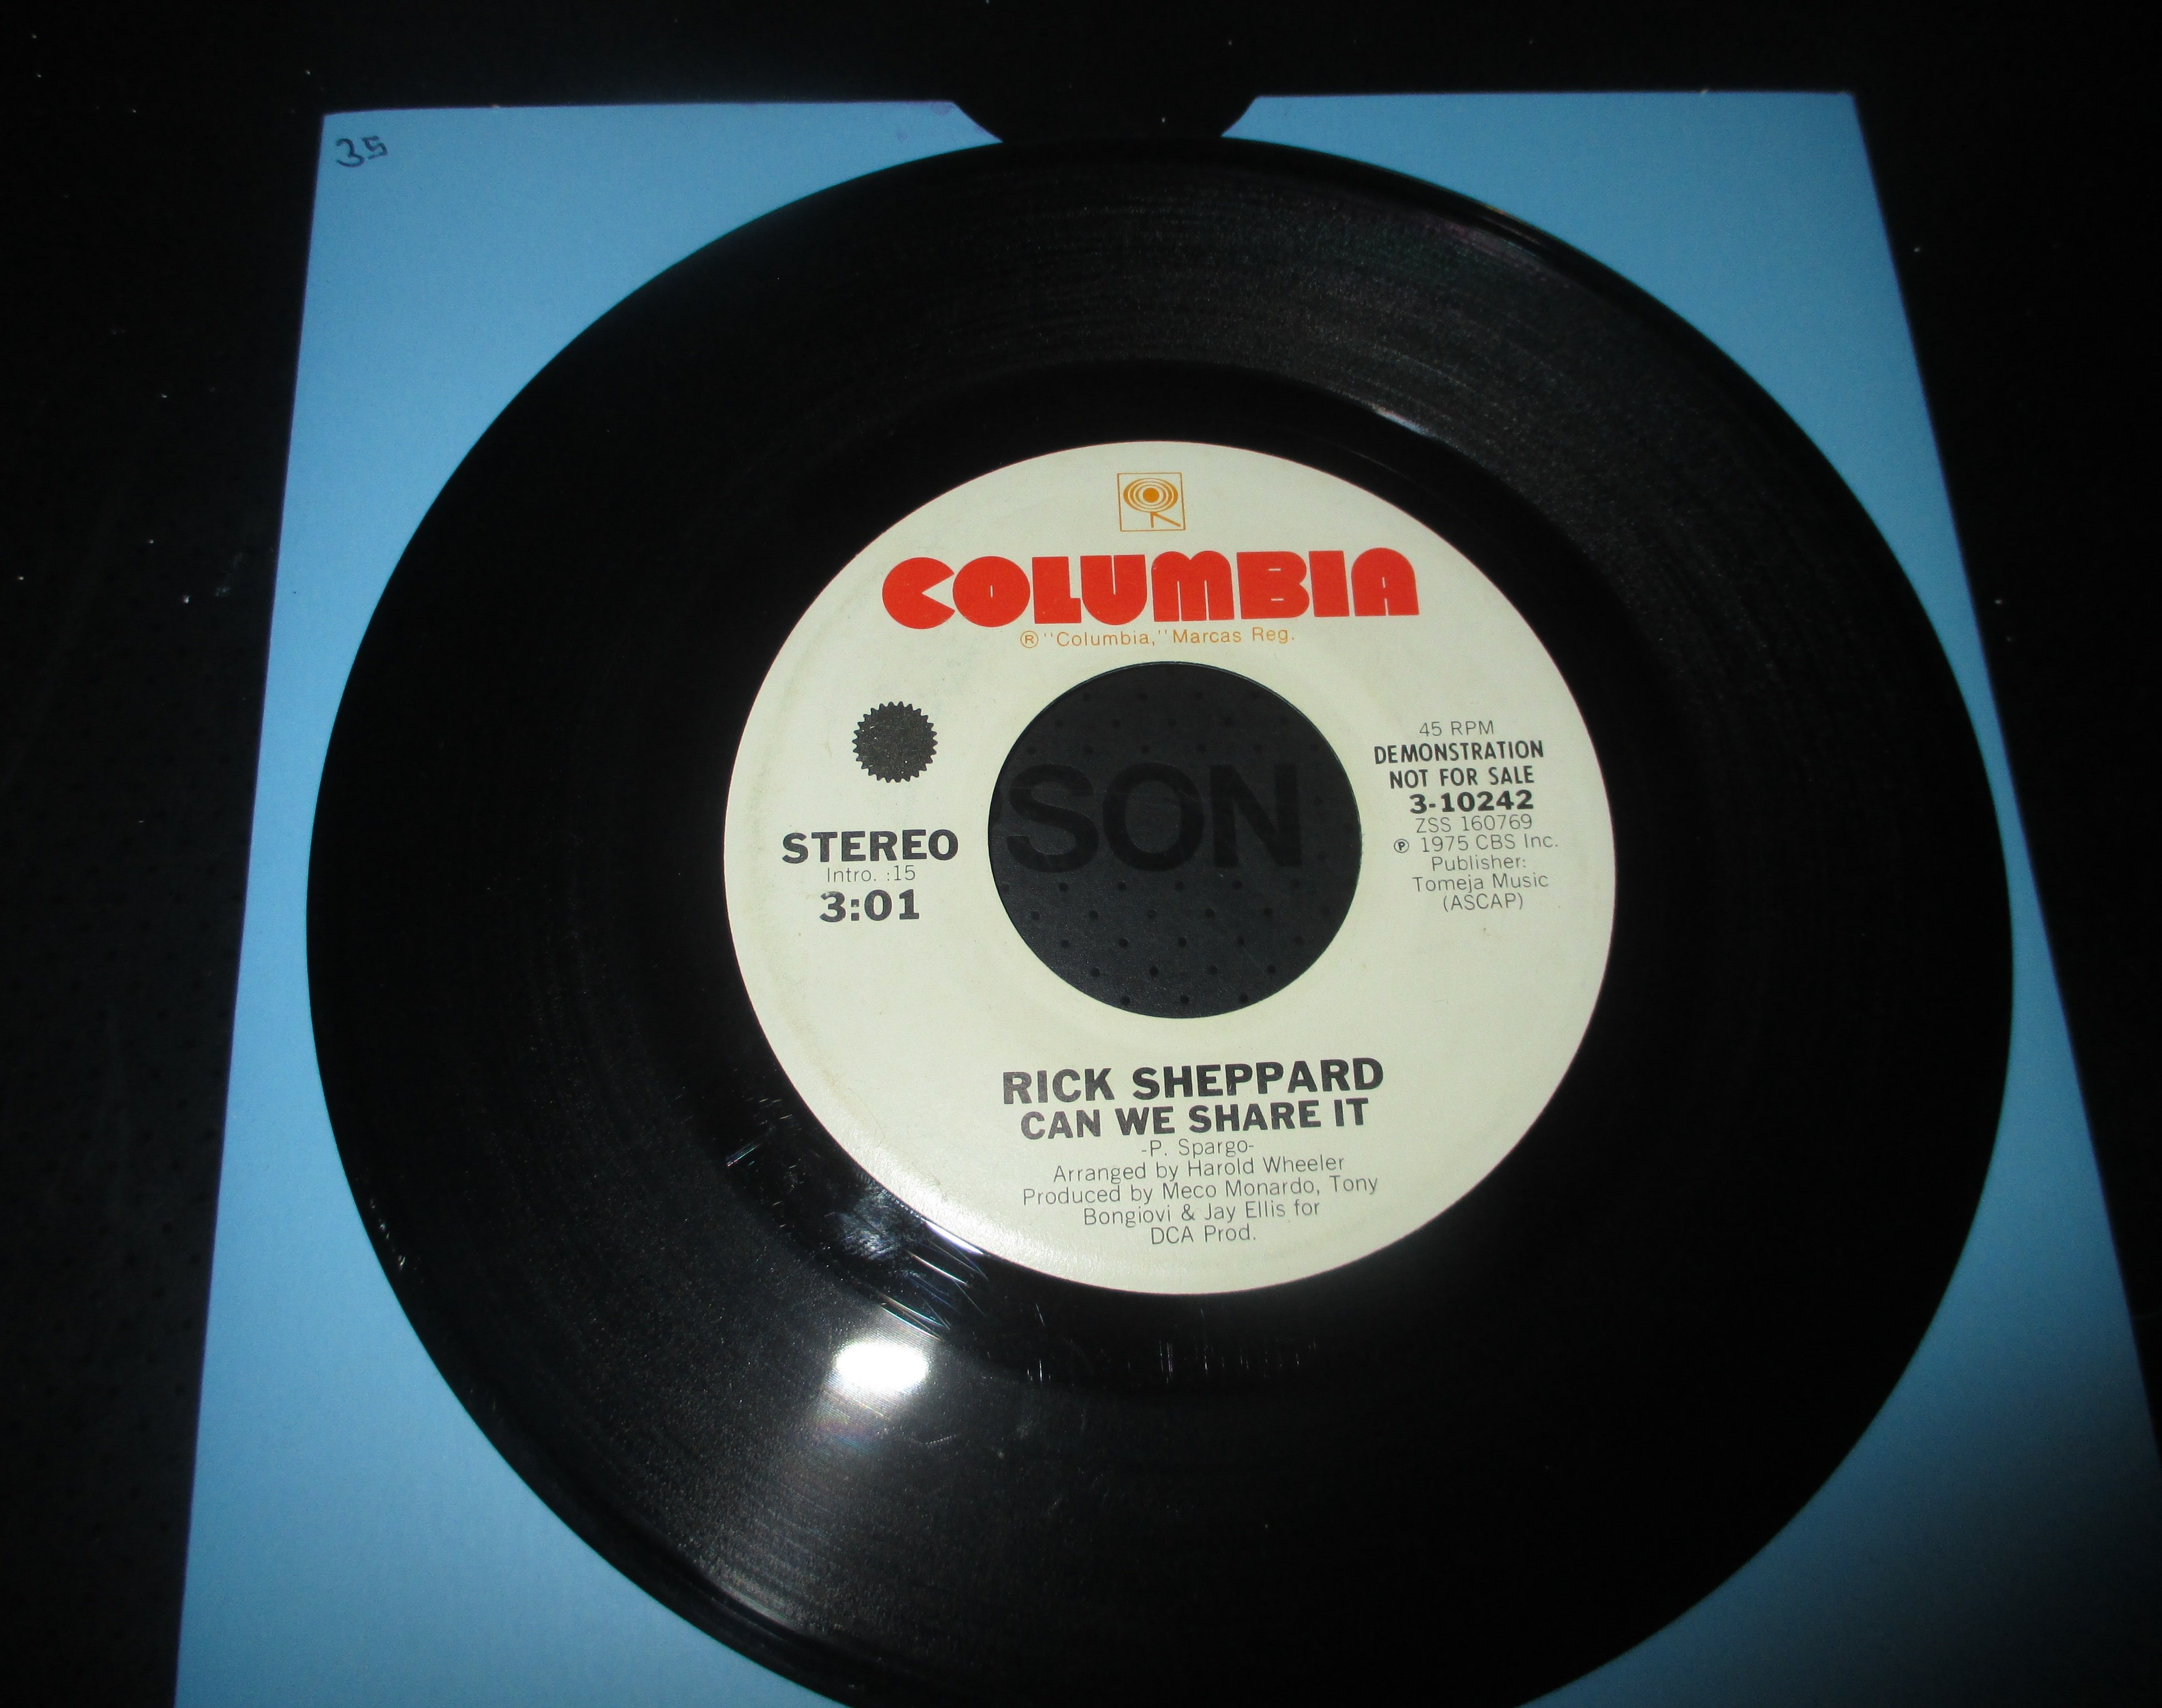 35
COLUMBIA
® "Columbia," Marcas Reg.
STEREO
Intro. :15
3:01
SON
45 RPM
DEMONSTRATION
NOT FOR SALE
3-10242
ZSS 160769
℗ 1975 CBS Inc.
Publisher:
Tomeja Music
(ASCAP)
RICK SHEPPARD
CAN WE SHARE IT
-P. Spargo-
Arranged by Harold Wheeler
Produced by Meco Monardo, Tony
Bongiovi & Jay Ellis for
DCA Prod.